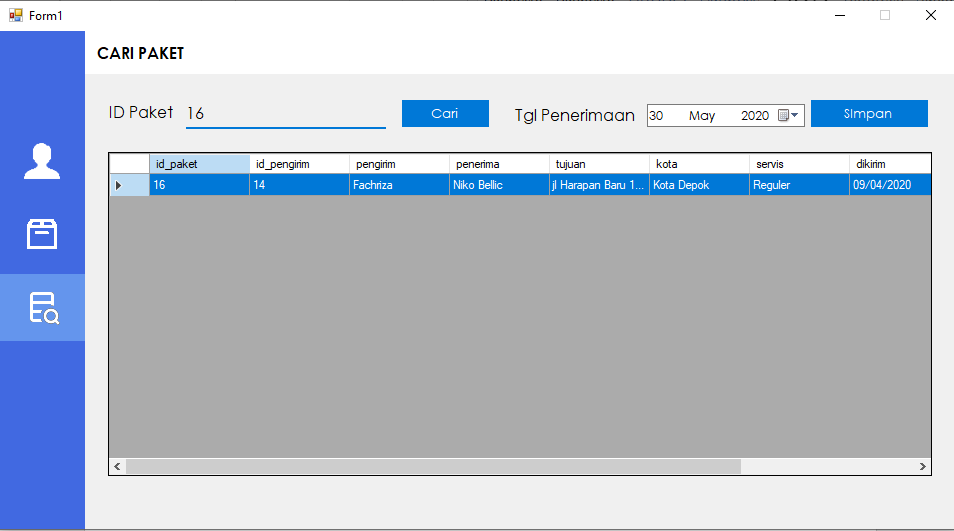 Form1
CARI PAKET
ID Paket 16 Cari Tgl Penerimaan 30 May 2020 SImpan
id_paket id_pengirim pengirim penerima tujuan kota servis dikirim
16 14 Fachriza Niko Bellic jl Harapan Baru 1... Kota Depok Reguler 09/04/2020